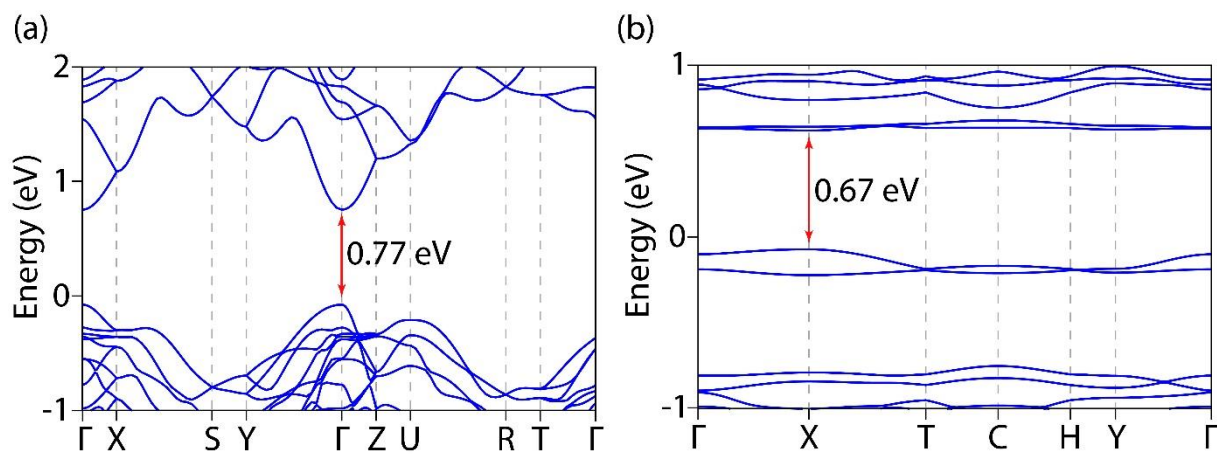 (a)
Energy (eV)
2
1
0
-1
0.77 eV
Γ X S Y Γ Z U R T Γ
(b)
Energy (eV)
1
0
-1
0.67 eV
Γ X T C H Y Γ